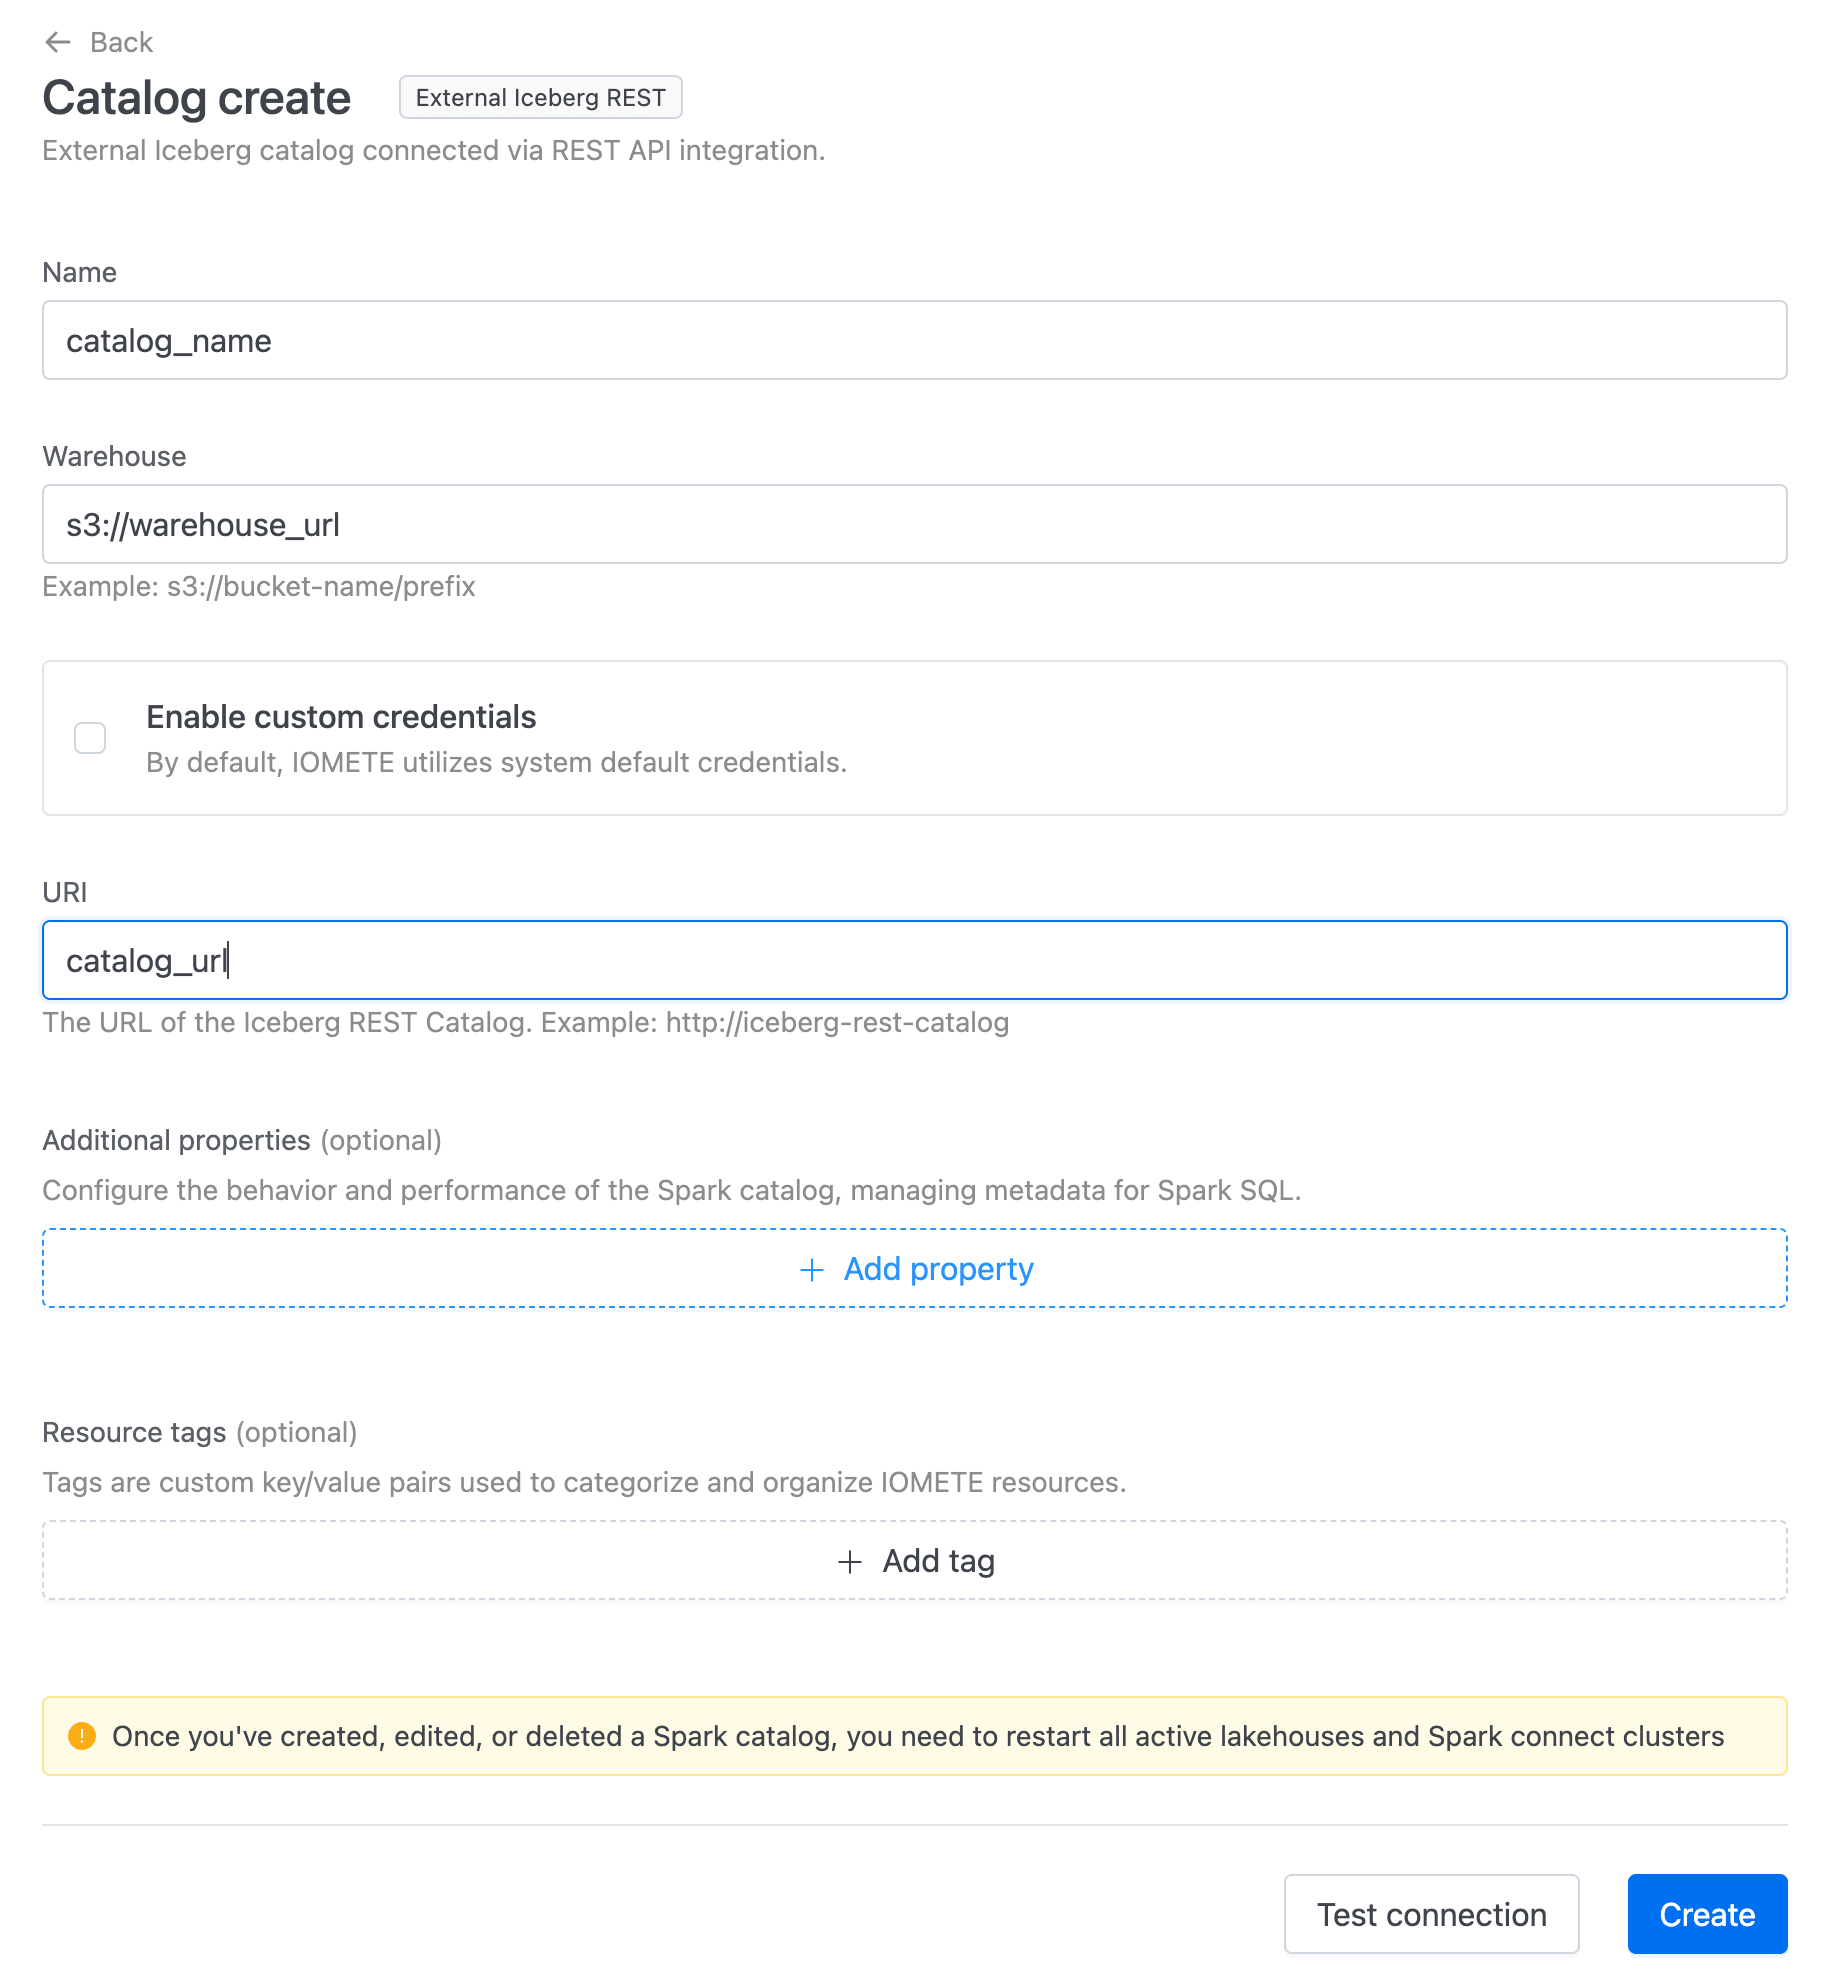 Back
Catalog create
External Iceberg REST
External Iceberg catalog connected via REST API integration.
Name
catalog_name
Warehouse
s3://warehouse_url
Example: s3://bucket-name/prefix
Enable custom credentials
By default, IOMETE utilizes system default credentials.
URI
catalog_url
The URL of the Iceberg REST Catalog. Example: http://iceberg-rest-catalog
Additional properties (optional)
Configure the behavior and performance of the Spark catalog, managing metadata for Spark SQL.
Add property
Resource tags (optional)
Tags are custom key/value pairs used to categorize and organize IOMETE resources.
Add tag
Once you've created, edited, or deleted a Spark catalog, you need to restart all active lakehouses and Spark connect clusters
Test connection
Create